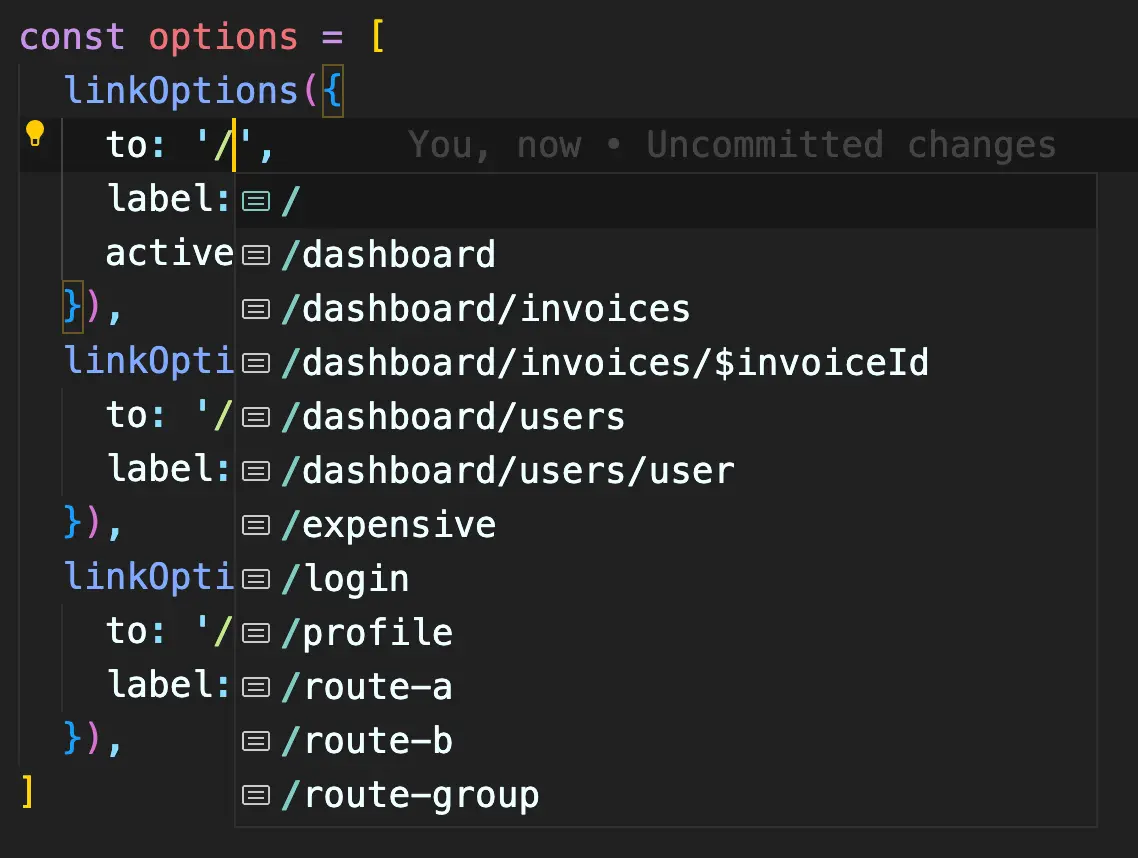 const options = [
linkOptions({
to: '/', You, now • Uncommitted changes
label: /
active /dashboard
}), /dashboard/invoices
linkOpti /dashboard/invoices/$invoiceId
to: '/ /dashboard/users
label: /dashboard/users/user
}), /expensive
linkOpti /login
to: '/ /profile
label: /route-a
}), /route-b
] /route-group